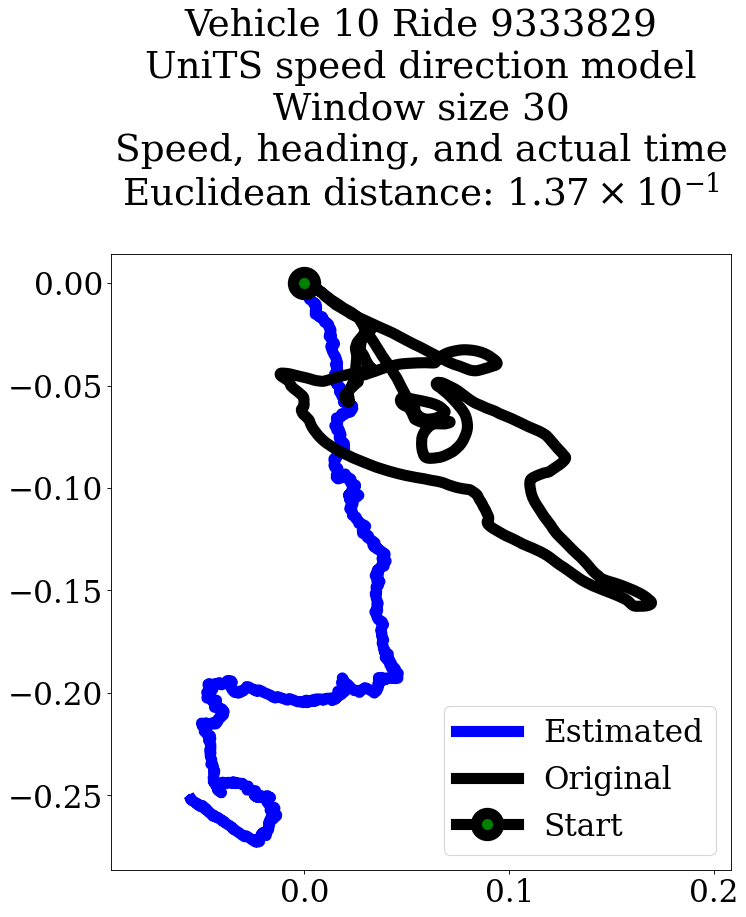 Vehicle 10 Ride 9333829
UniTS speed direction model
Window size 30
Speed, heading, and actual time
Euclidean distance: 1.37 × 10⁻¹
0.00
−0.05
−0.10
−0.15
−0.20
−0.25
Estimated
Original
Start
0.0 0.1 0.2